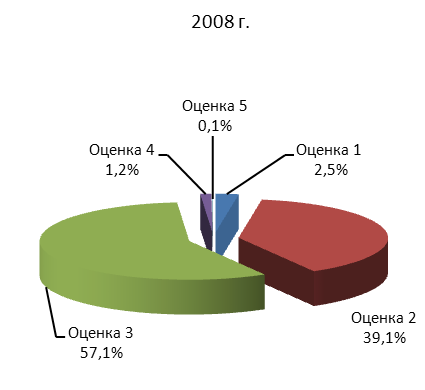 2008 г.
Оценка 5
0,1%
Оценка 4
1,2%
Оценка 1
2,5%
Оценка 2
39,1%
Оценка 3
57,1%